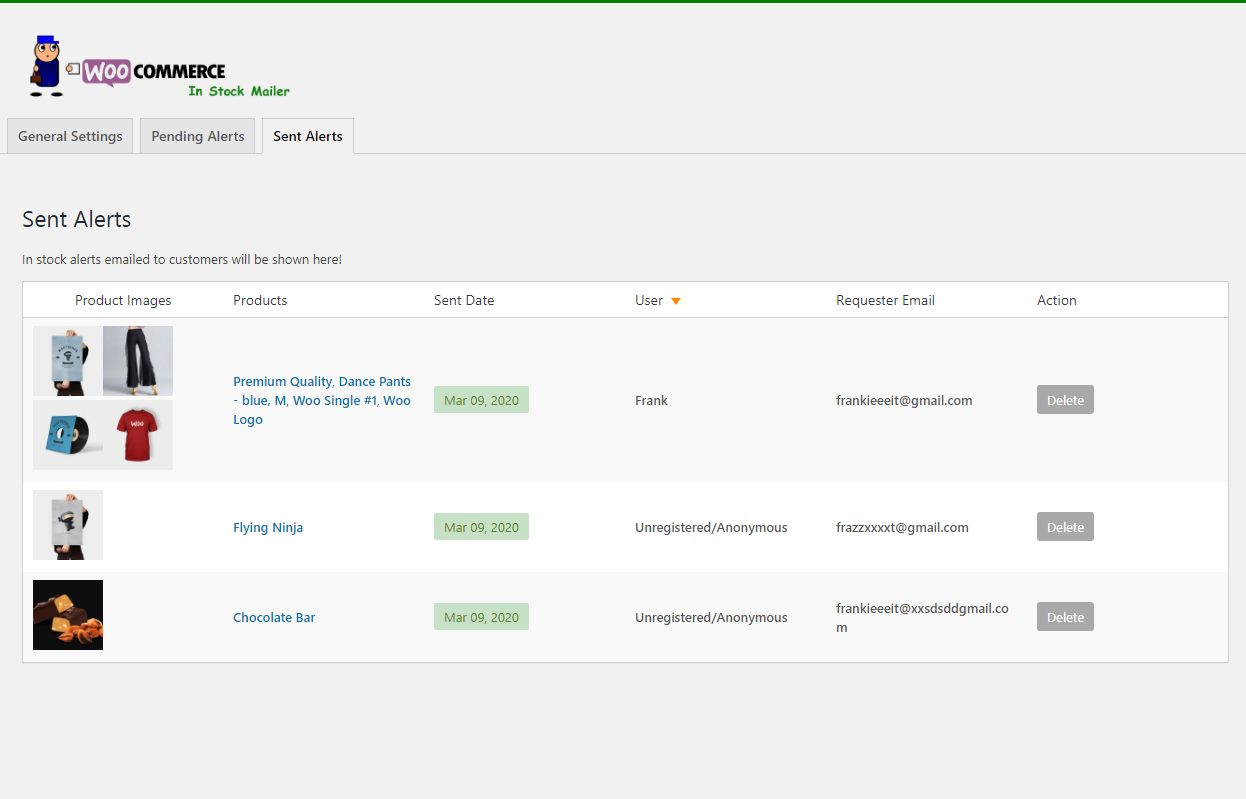 WOO COMMERCE
In Stock Mailer
General Settings
Pending Alerts
Sent Alerts
Sent Alerts
In stock alerts emailed to customers will be shown here!
Product Images
Products
Sent Date
User
Requester Email
Action
Premium Quality, Dance Pants
- blue, M, Woo Single #1, Woo
Logo
Mar 09, 2020
Frank
frankieeeit@gmail.com
Delete
WOO
Flying Ninja
Mar 09, 2020
Unregistered/Anonymous
frazzxxxxt@gmail.com
Delete
Chocolate Bar
Mar 09, 2020
Unregistered/Anonymous
frankieeeit@xxsdsddgmail.co
m
Delete